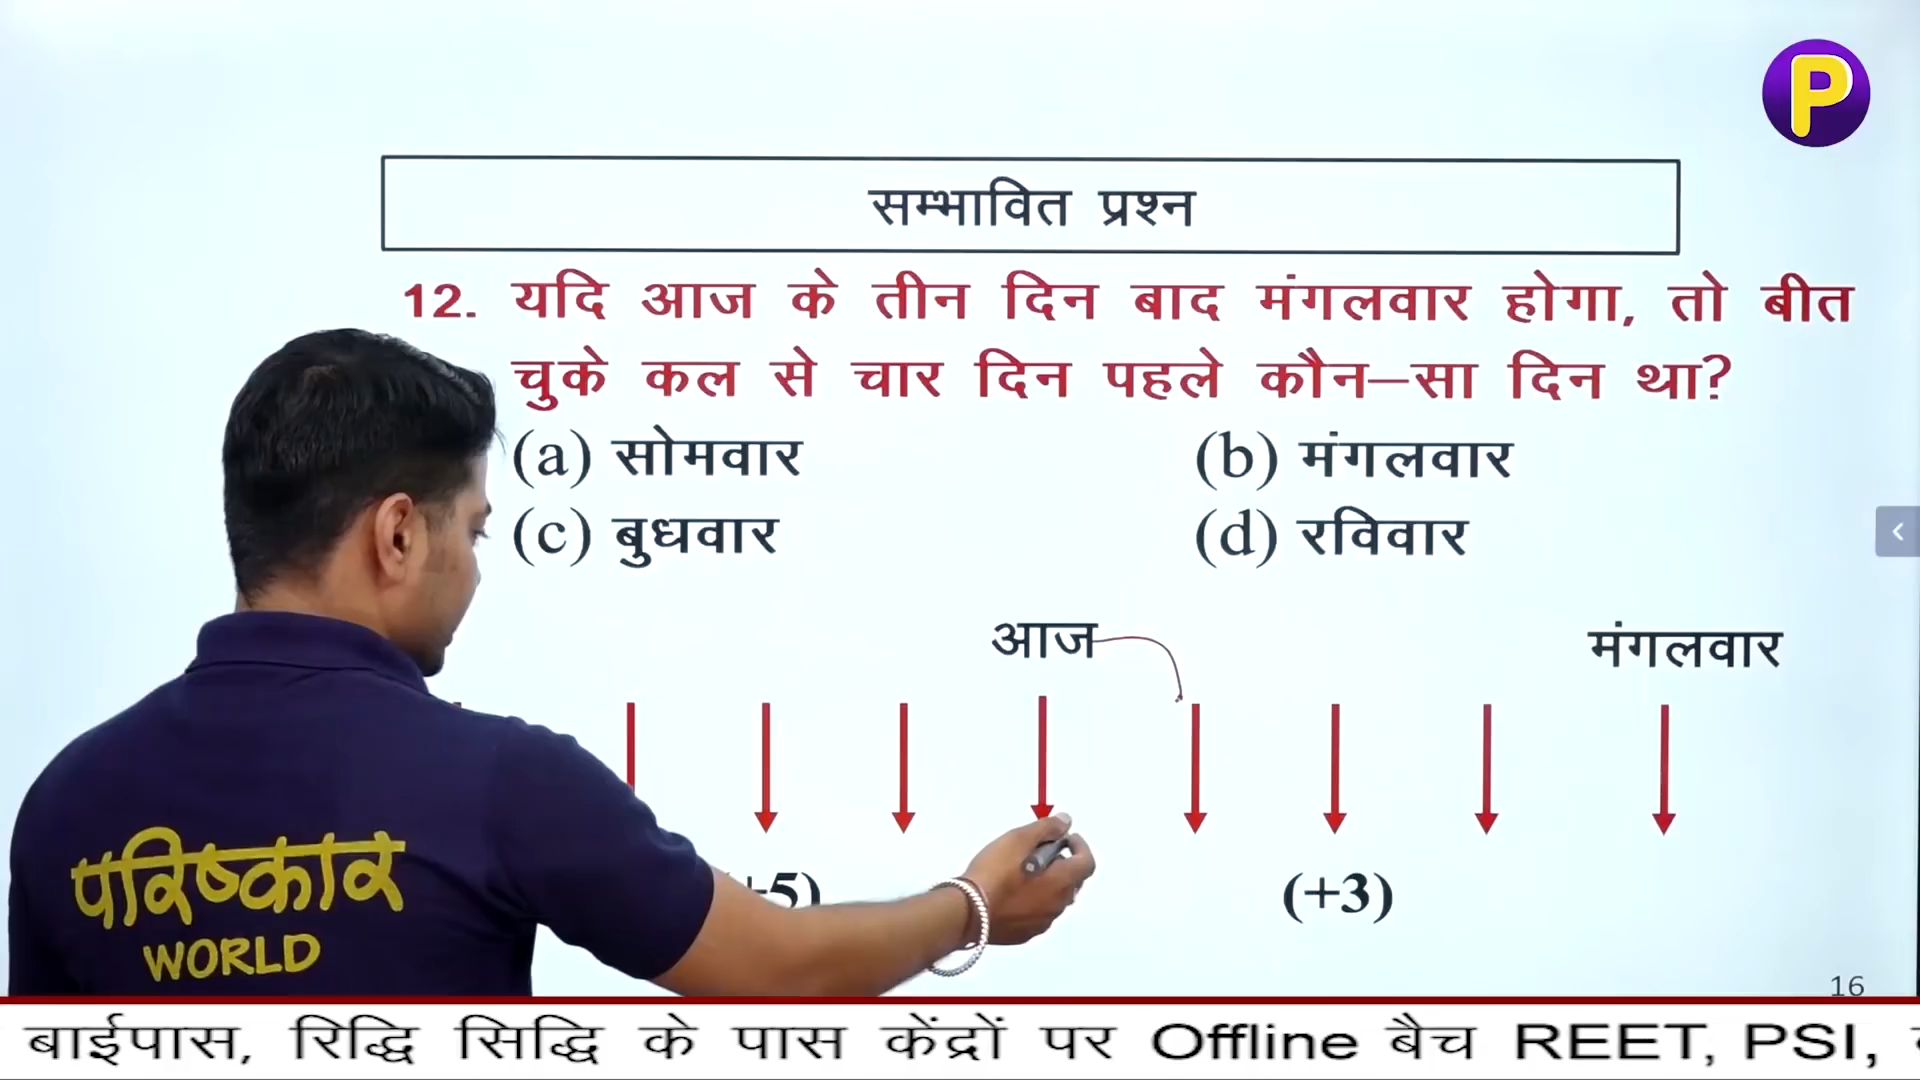 P
सम्भावित प्रश्न
12. यदि आज के तीन दिन बाद मंगलवार होगा, तो बीत
चुके कल से चार दिन पहले कौन–सा दिन था?
(a) सोमवार (b) मंगलवार
(c) बुधवार (d) रविवार
आज मंगलवार
+5) (+3)
परिष्कार
WORLD
16
बाईपास, रिद्धि सिद्धि के पास केंद्रों पर Offline बैच REET, PSI,